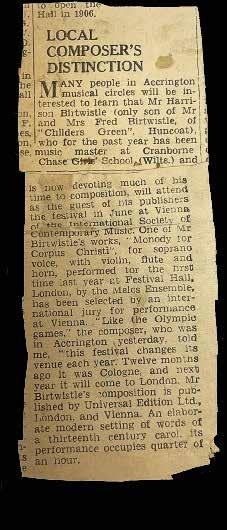 to open the
Hall in 1906.
LOCAL
COMPOSER'S
DISTINCTION
MANY people in Accrington
musical circles will be in-
terested to learn that Mr Harri-
son Birtwistle (only son of Mr
and Mrs Fred Birtwistle, of
"Childers Green", Huncoat),
who for the past year has been
music master at Cranborne
Chase Girls' School, (Wilts.) and
is now devoting much of his
time to composition, will attend
as the guest of his publishers
the festival in June at Vienna
of the International Society of
Contemporary Music. One of Mr
Birtwistle's works, "Monody for
Corpus Christi", for soprano
voice, with violin, flute and
horn, performed for the first
time last year at Festival Hall,
London, by the Melos Ensemble,
has been selected by an inter-
national jury for performance
at Vienna. "Like the Olympic
games," the composer, who was
in Accrington yesterday, told
me, "this festival changes its
venue each year. Twelve months
ago it was Cologne, and next
year it will come to London. Mr
Birtwistle's composition is pub-
lished by Universal Edition Ltd.,
London, and Vienna. An elabor-
ate modern setting of words of
a thirteenth century carol, its
performance occupies quarter of
an hour.